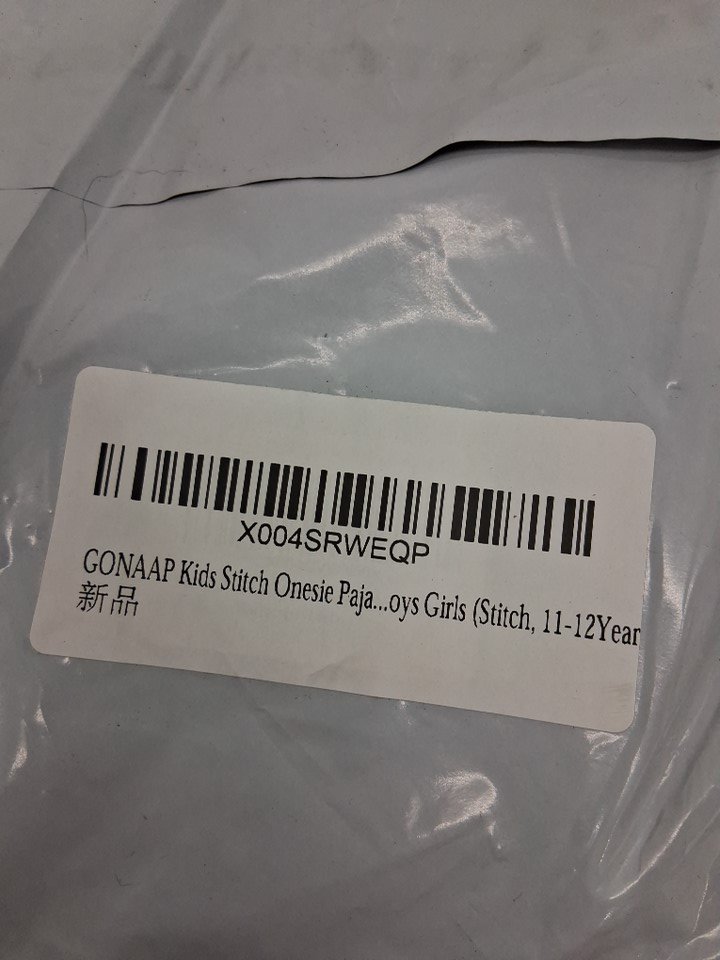 X004SRWEQP
GONAAP Kids Stitch Onesie Paja...oys Girls (Stitch, 11-12Year
新品